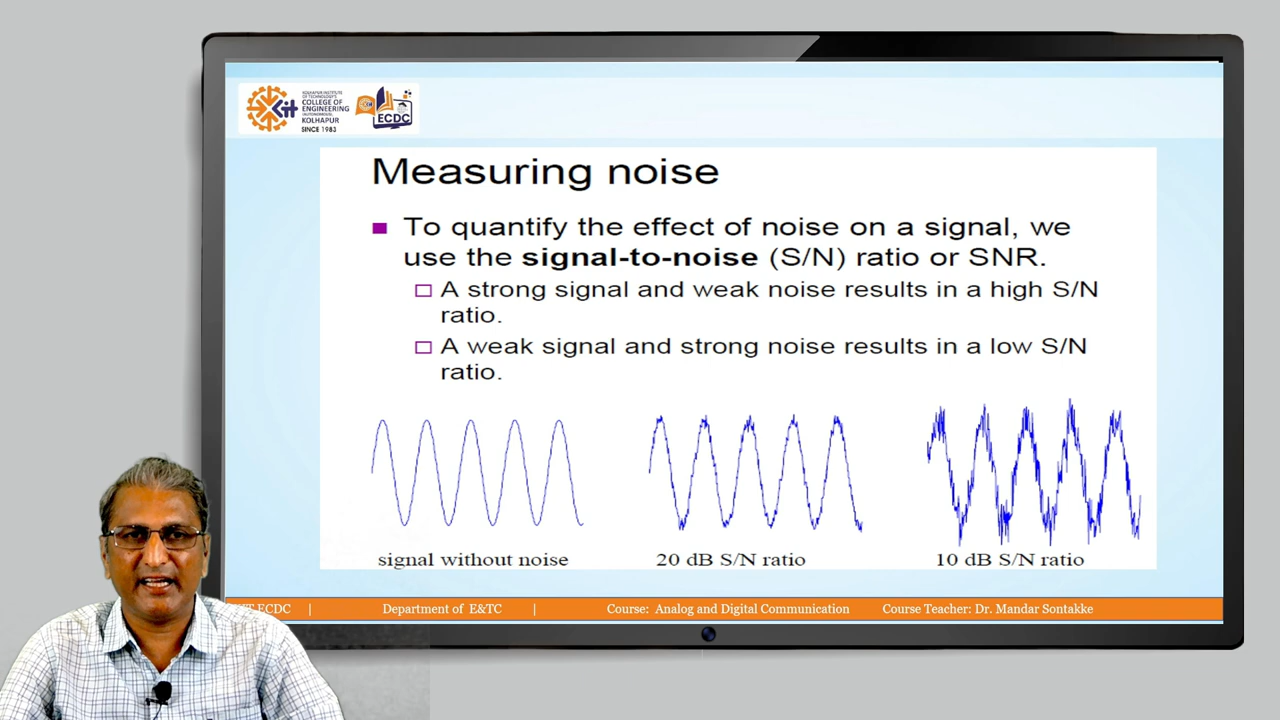 KOLHAPUR INSTITUTE
OF TECHNOLOGY'S
COLLEGE OF
ENGINEERING
(AUTONOMOUS),
KOLHAPUR
SINCE 1983
ECDC
Measuring noise
To quantify the effect of noise on a signal, we
use the signal-to-noise (S/N) ratio or SNR.
A strong signal and weak noise results in a high S/N
ratio.
A weak signal and strong noise results in a low S/N
ratio.
signal without noise
20 dB S/N ratio
10 dB S/N ratio
ECDC | Department of E&TC | Course: Analog and Digital Communication Course Teacher: Dr. Mandar Sontakke